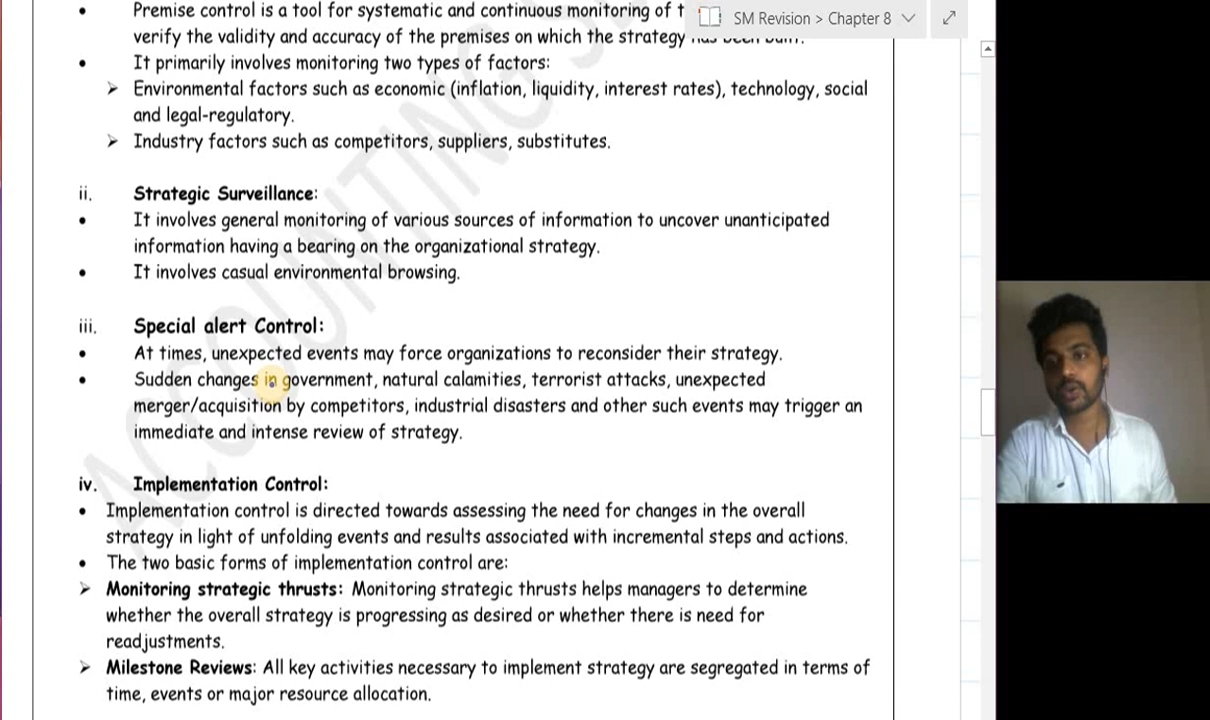 • Premise control is a tool for systematic and continuous monitoring of
SM Revision > Chapter 8
verify the validity and accuracy of the premises on which the strategy has been built.
• It primarily involves monitoring two types of factors:
➢ Environmental factors such as economic (inflation, liquidity, interest rates), technology, social
and legal-regulatory.
➢ Industry factors such as competitors, suppliers, substitutes.
ii. Strategic Surveillance:
• It involves general monitoring of various sources of information to uncover unanticipated
information having a bearing on the organizational strategy.
• It involves casual environmental browsing.
iii. Special alert Control:
• At times, unexpected events may force organizations to reconsider their strategy.
• Sudden changes in government, natural calamities, terrorist attacks, unexpected
merger/acquisition by competitors, industrial disasters and other such events may trigger an
immediate and intense review of strategy.
iv. Implementation Control:
• Implementation control is directed towards assessing the need for changes in the overall
strategy in light of unfolding events and results associated with incremental steps and actions.
• The two basic forms of implementation control are:
➢ Monitoring strategic thrusts: Monitoring strategic thrusts helps managers to determine
whether the overall strategy is progressing as desired or whether there is need for
readjustments.
➢ Milestone Reviews: All key activities necessary to implement strategy are segregated in terms of
time, events or major resource allocation.
ACCOUNTING